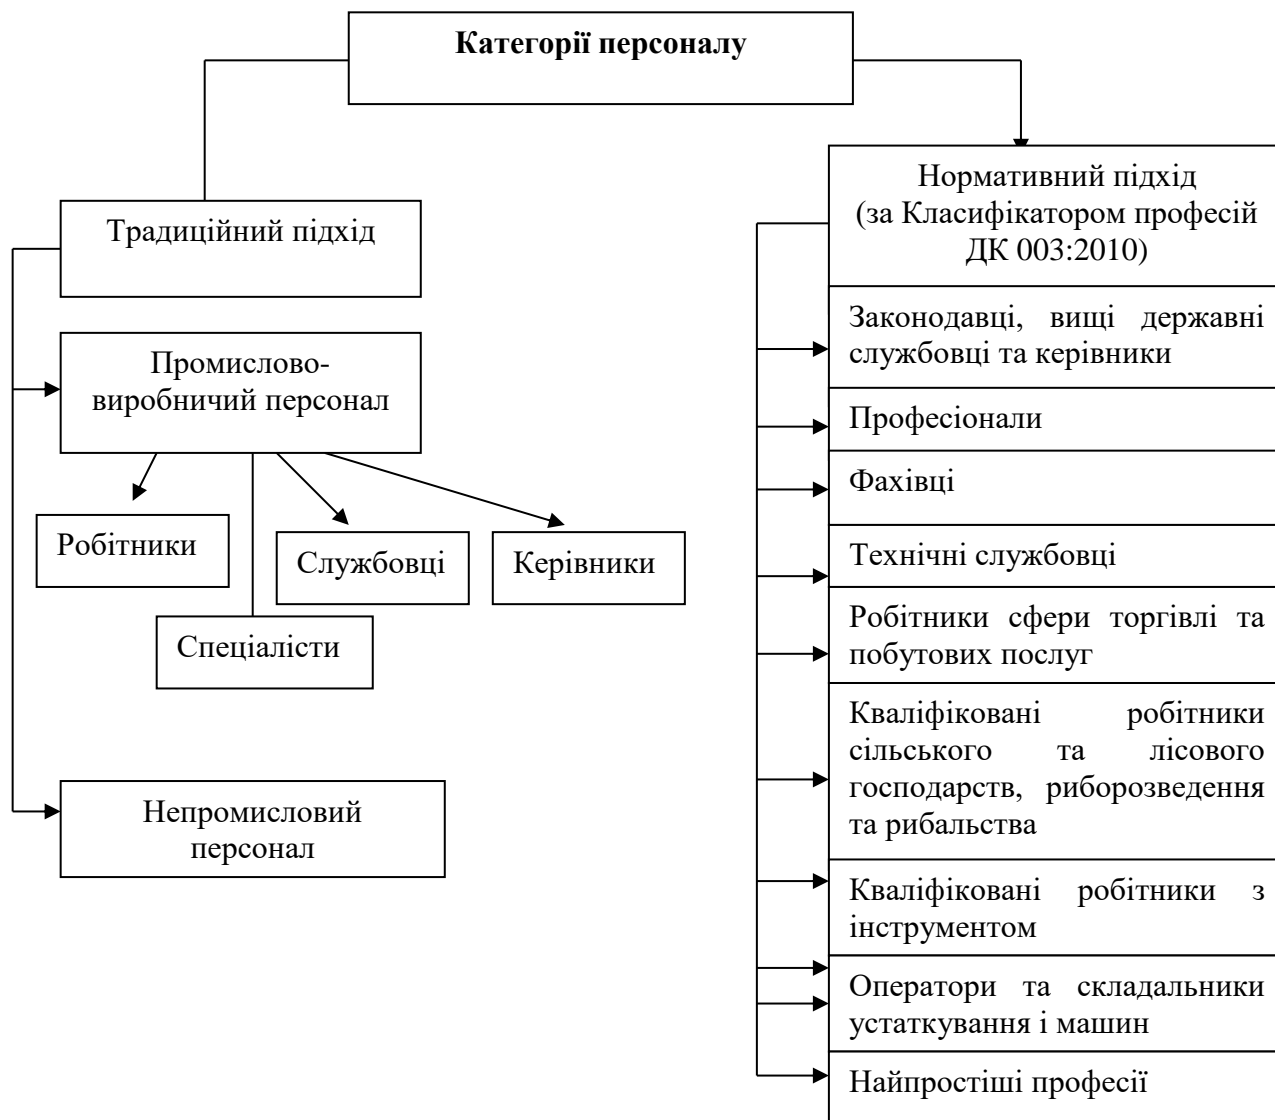 Категорії персоналу
Традиційний підхід
Промислово-
виробничий персонал
Робітники
Службовці
Керівники
Спеціалісти
Непромисловий
персонал
Нормативний підхід
(за Класифікатором професій
ДК 003:2010)
Законодавці, вищі державні
службовці та керівники
Професіонали
Фахівці
Технічні службовці
Робітники сфери торгівлі та
побутових послуг
Кваліфіковані робітники
сільського та лісового
господарств, риборозведення
та рибальства
Кваліфіковані робітники з
інструментом
Оператори та складальники
устаткування і машин
Найпростіші професії